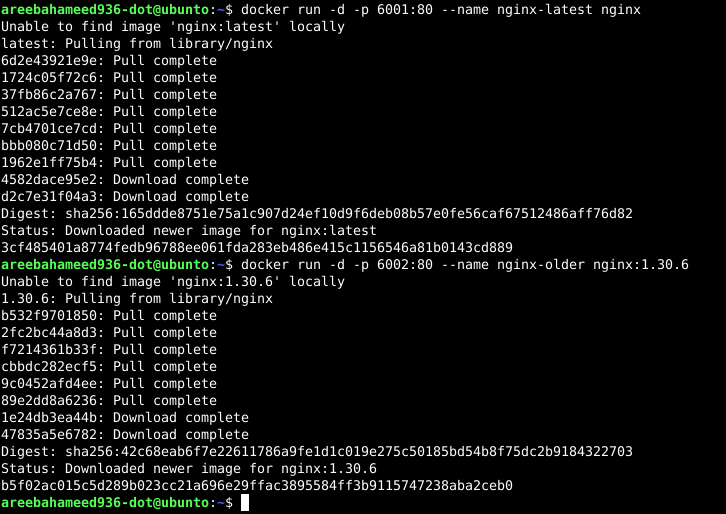 areebahameed936-dot@ubunto:~$ docker run -d -p 6001:80 --name nginx-latest nginx
Unable to find image 'nginx:latest' locally
latest: Pulling from library/nginx
6d2e43921e9e: Pull complete
1724c05f72c6: Pull complete
37fb86c2a767: Pull complete
512ac5e7ce8e: Pull complete
7cb4701ce7cd: Pull complete
bbb080c71d50: Pull complete
1962e1ff75b4: Pull complete
4582dace95e2: Download complete
d2c7e31f04a3: Download complete
Digest: sha256:165ddde8751e75a1c907d24ef10d9f6deb08b57e0fe56caf67512486aff76d82
Status: Downloaded newer image for nginx:latest
3cf485401a8774fedb96788ee061fda283eb486e415c1156546a81b0143cd889
areebahameed936-dot@ubunto:~$ docker run -d -p 6002:80 --name nginx-older nginx:1.30.6
Unable to find image 'nginx:1.30.6' locally
1.30.6: Pulling from library/nginx
b532f9701850: Pull complete
2fc2bc44a8d3: Pull complete
f7214361b33f: Pull complete
cbbdc282ecf5: Pull complete
9c0452afd4ee: Pull complete
89e2dd8a6236: Pull complete
1e24db3ea44b: Download complete
47835a5e6782: Download complete
Digest: sha256:42c68eab6f7e22611786a9fe1d1c019e275c50185bd54b8f75dc2b9184322703
Status: Downloaded newer image for nginx:1.30.6
b5f02ac015c5d289b023cc21a696e29ffac3895584ff3b9115747238aba2ceb0
areebahameed936-dot@ubunto:~$